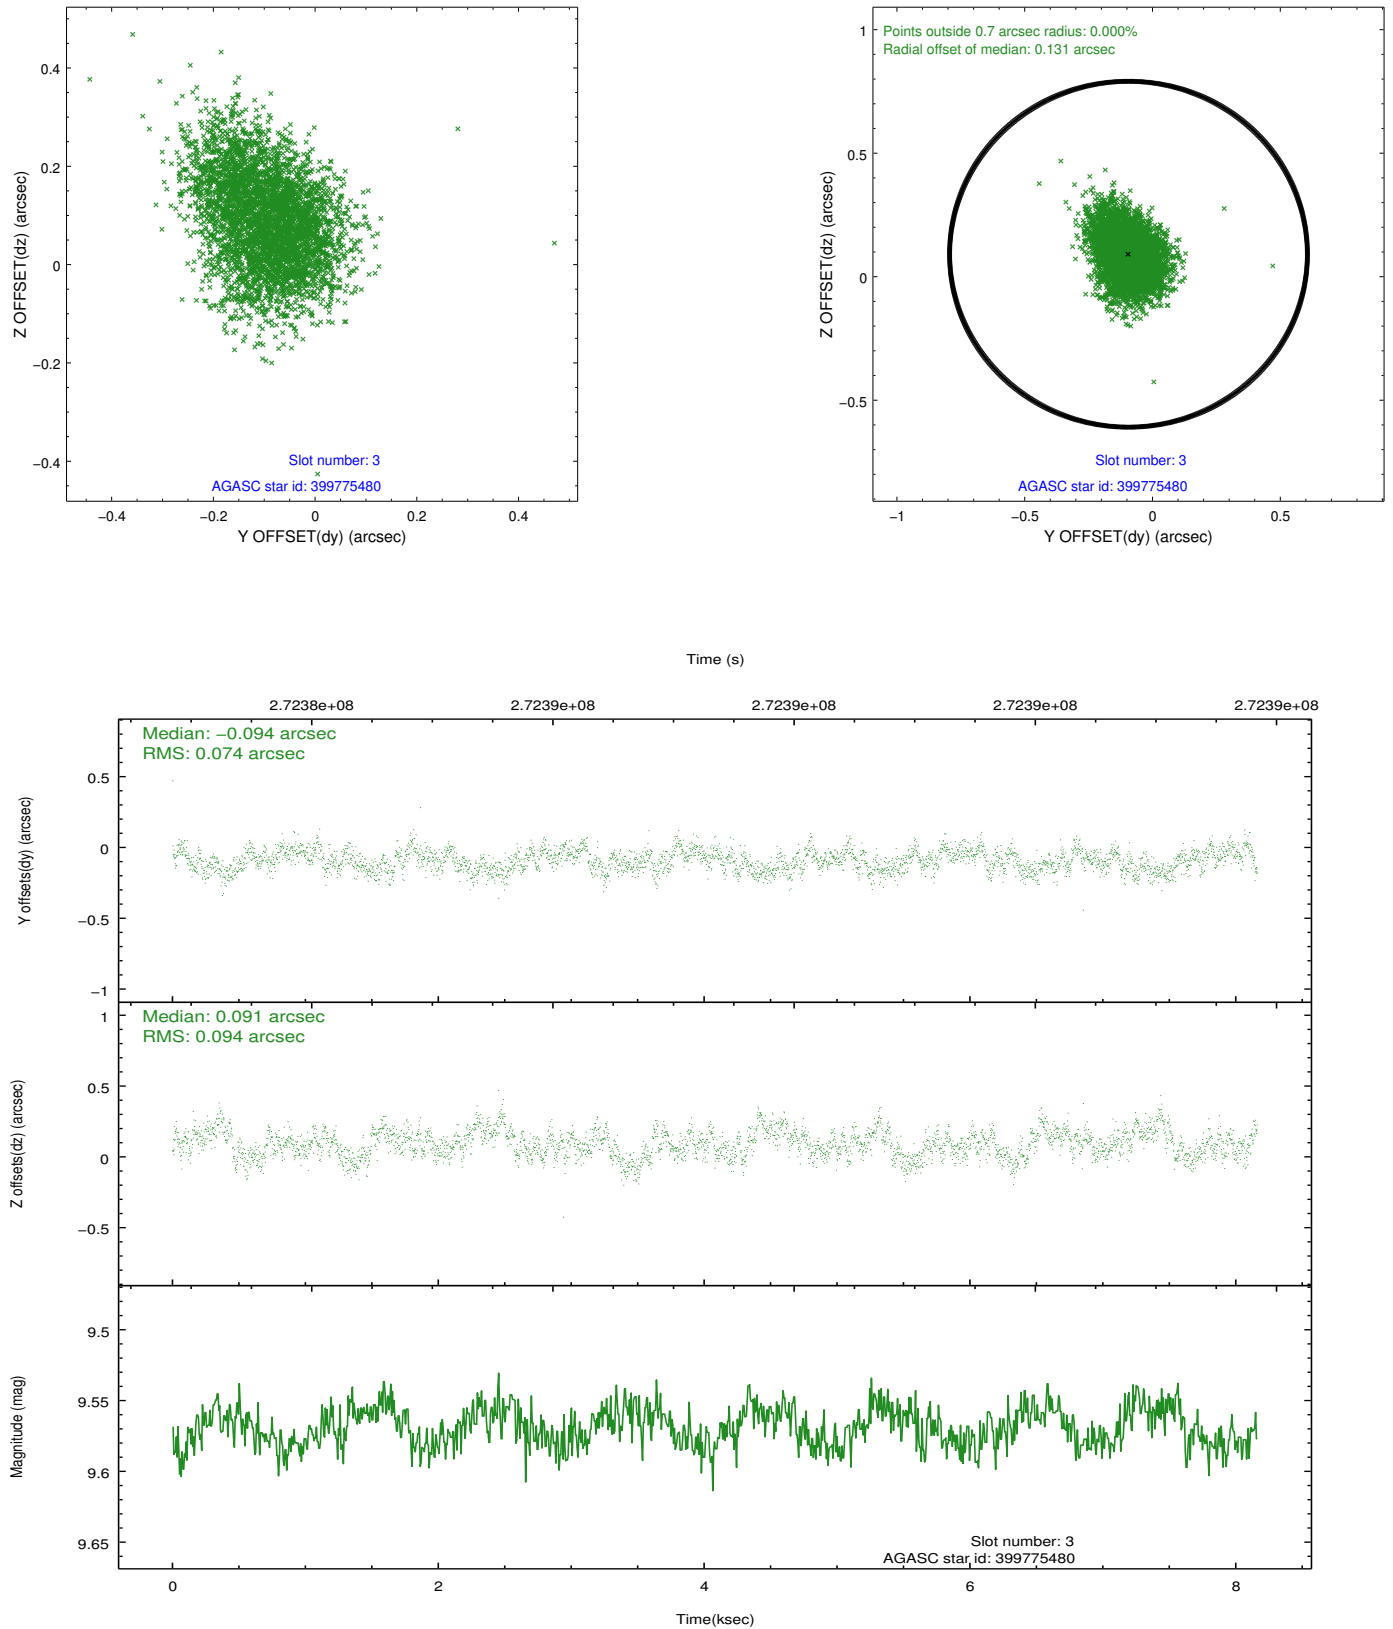 0.4
0.2
0
−0.2
−0.4
Z OFFSET(dz) (arcsec)
Slot number: 3
AGASC star id: 399775480
−0.4 −0.2 0 0.2 0.4
Y OFFSET(dy) (arcsec)
Points outside 0.7 arcsec radius: 0.000%
Radial offset of median: 0.131 arcsec
1
0.5
0
−0.5
Z OFFSET(dz) (arcsec)
Slot number: 3
AGASC star id: 399775480
−1 −0.5 0 0.5
Y OFFSET(dy) (arcsec)
Time (s)
2.7238e+08 2.7239e+08 2.7239e+08 2.7239e+08 2.7239e+08
Median: −0.094 arcsec
RMS: 0.074 arcsec
0.5
0
−0.5
−1
Y offsets(dy) (arcsec)
Median: 0.091 arcsec
RMS: 0.094 arcsec
1
0.5
0
−0.5
Z offsets(dz) (arcsec)
9.5
9.55
9.6
9.65
Magnitude (mag)
Slot number: 3
AGASC star id: 399775480
0 2 4 6 8
Time(ksec)